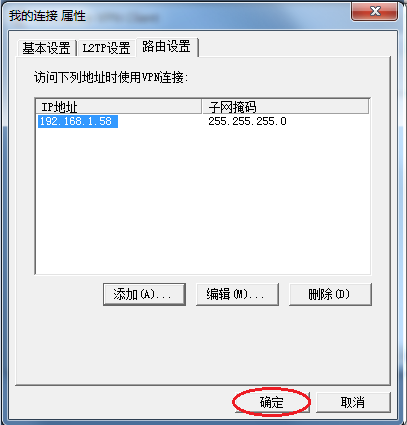 我的连接 属性
基本设置 L2TP设置 路由设置
访问下列地址时使用VPN连接:
IP地址 子网掩码
192.168.1.58 255.255.255.0
添加(A)... 编辑(M)... 删除(D)
确定 取消